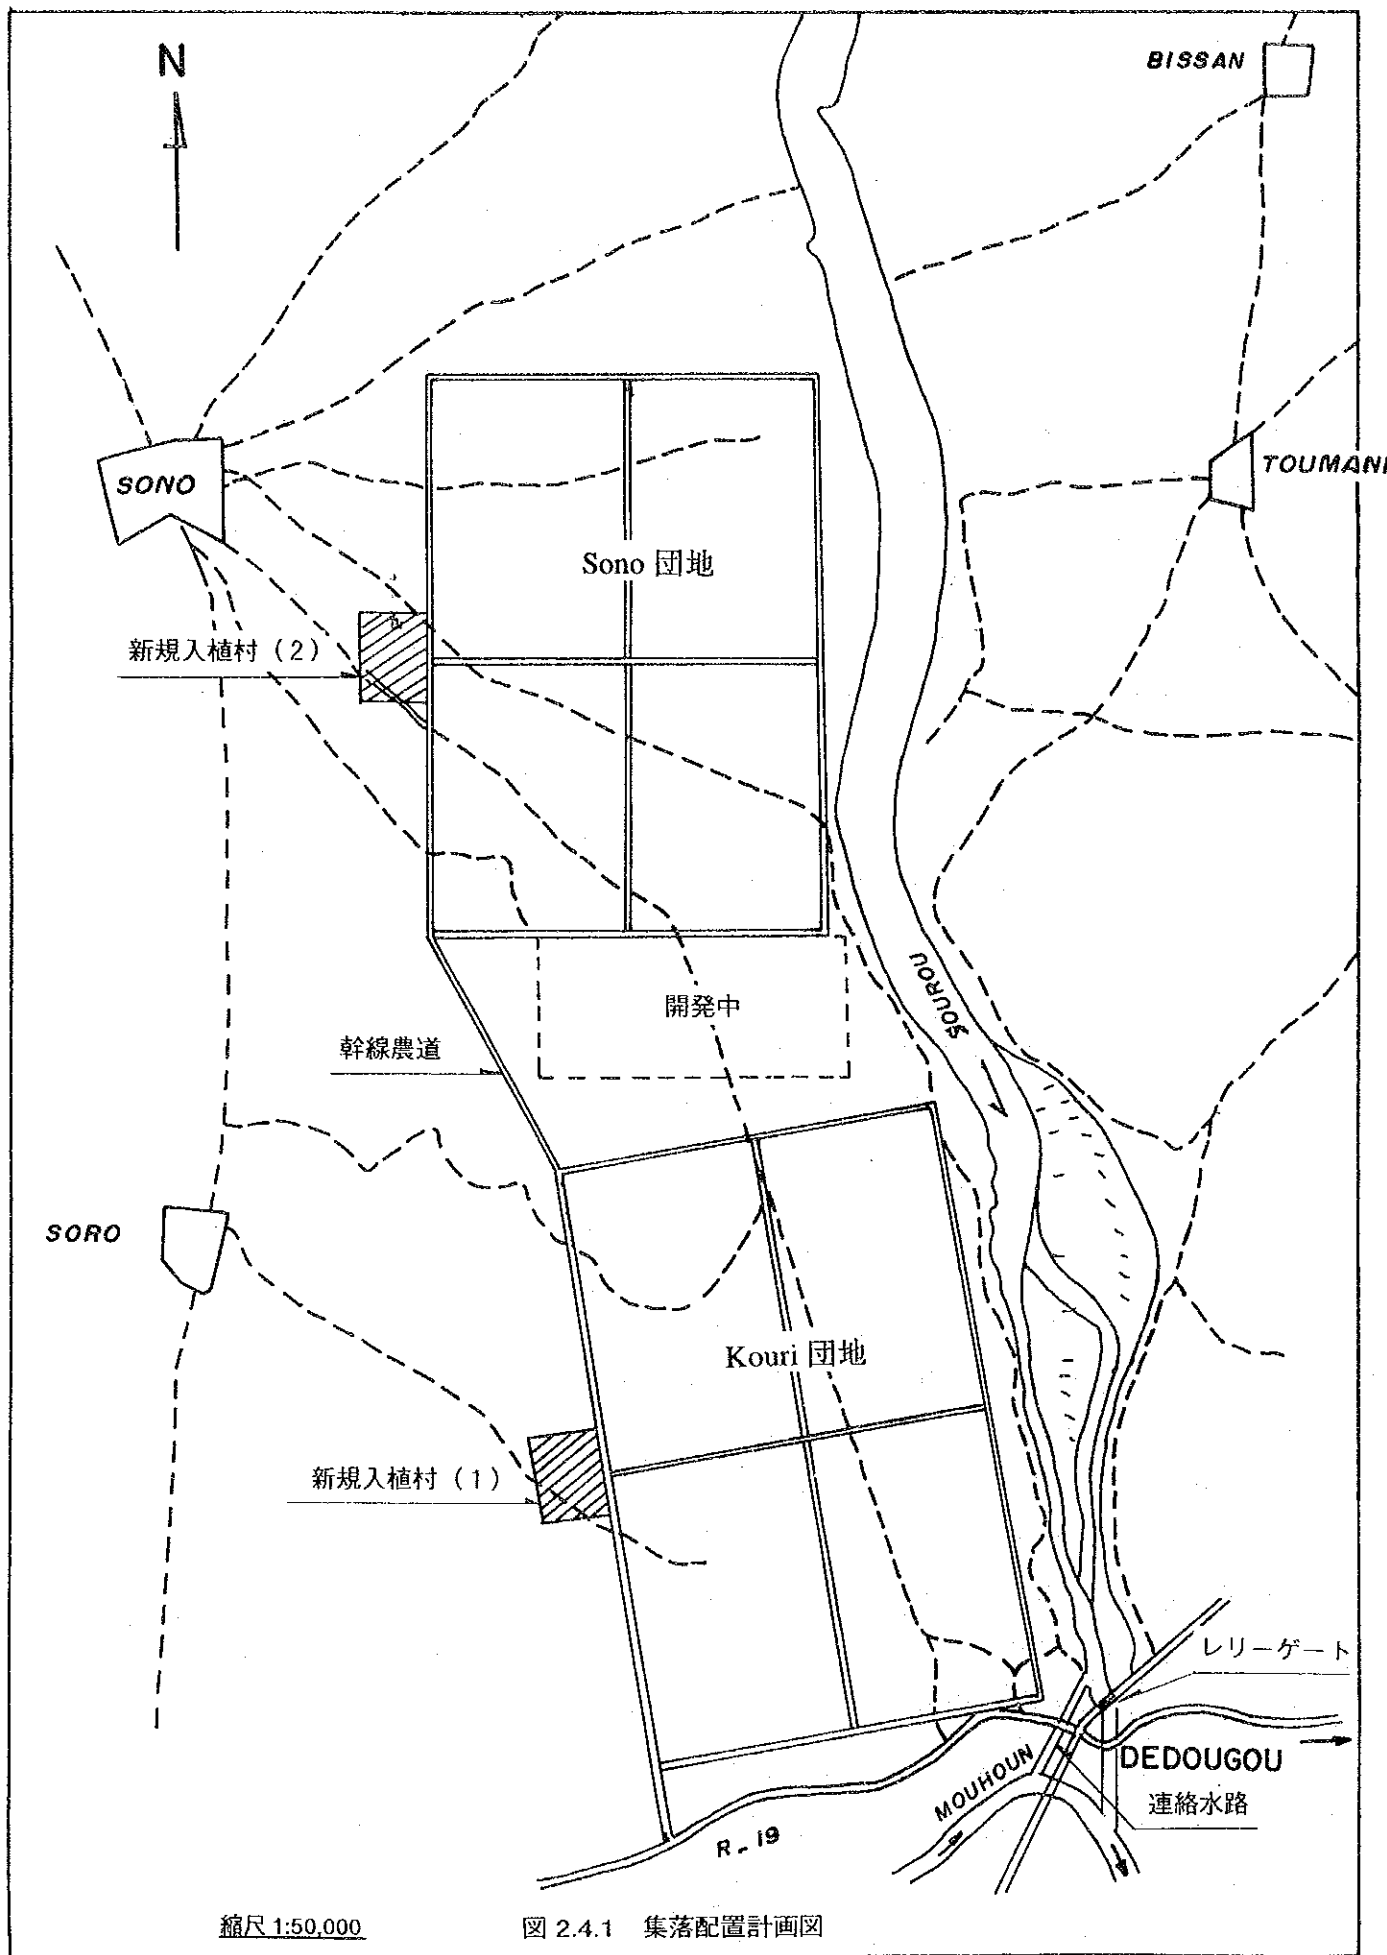 N
BISSAN
SONO
TOUMANI
Sono 団地
新規入植村（2）
SOUROU
開発中
幹線農道
SORO
Kouri 団地
新規入植村（1）
レリーゲート
DEDOUGOU
MOUHOUN
連絡水路
R-19
縮尺 1:50,000
図 2.4.1 集落配置計画図